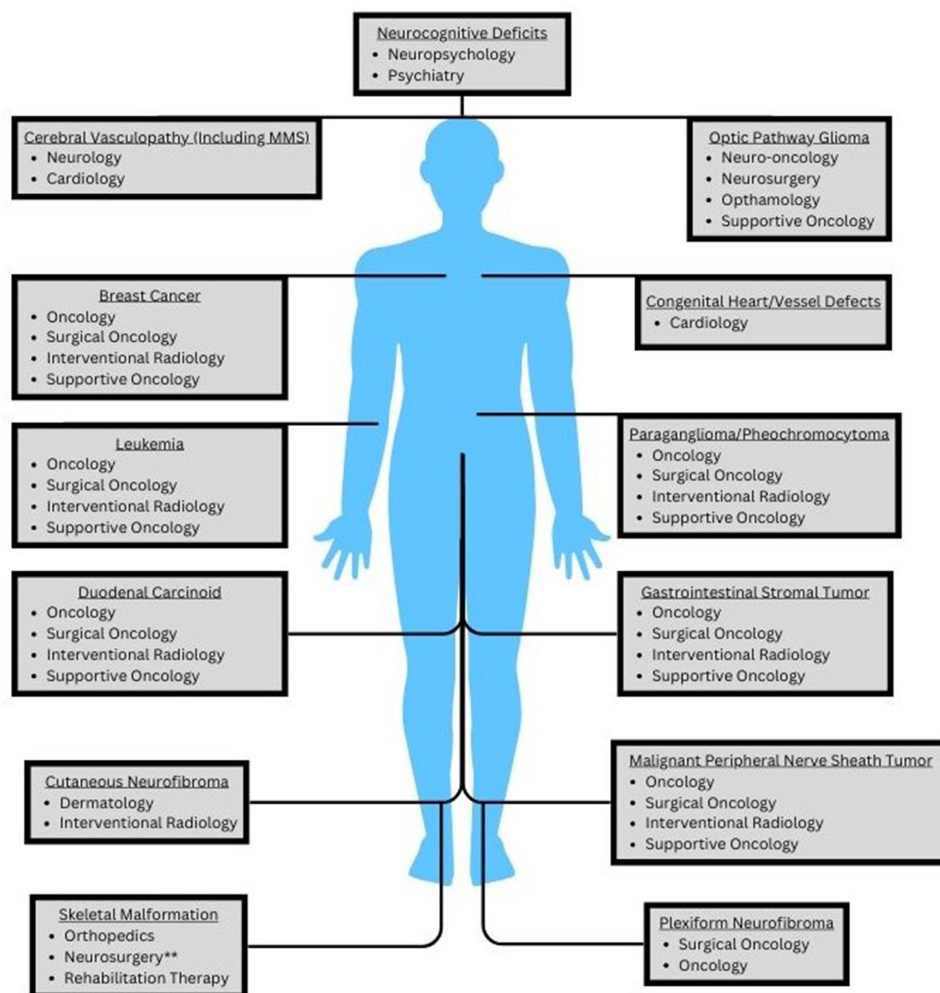 Neurocognitive Deficits
• Neuropsychology
• Psychiatry
Cerebral Vasculopathy (Including MMS)
• Neurology
• Cardiology
Optic Pathway Glioma
• Neuro-oncology
• Neurosurgery
• Opthamology
• Supportive Oncology
Breast Cancer
• Oncology
• Surgical Oncology
• Interventional Radiology
• Supportive Oncology
Congenital Heart/Vessel Defects
• Cardiology
Leukemia
• Oncology
• Surgical Oncology
• Interventional Radiology
• Supportive Oncology
Paraganglioma/Pheochromocytoma
• Oncology
• Surgical Oncology
• Interventional Radiology
• Supportive Oncology
Duodenal Carcinoid
• Oncology
• Surgical Oncology
• Interventional Radiology
• Supportive Oncology
Gastrointestinal Stromal Tumor
• Oncology
• Surgical Oncology
• Interventional Radiology
• Supportive Oncology
Cutaneous Neurofibroma
• Dermatology
• Interventional Radiology
Malignant Peripheral Nerve Sheath Tumor
• Oncology
• Surgical Oncology
• Interventional Radiology
• Supportive Oncology
Skeletal Malformation
• Orthopedics
• Neurosurgery**
• Rehabilitation Therapy
Plexiform Neurofibroma
• Surgical Oncology
• Oncology